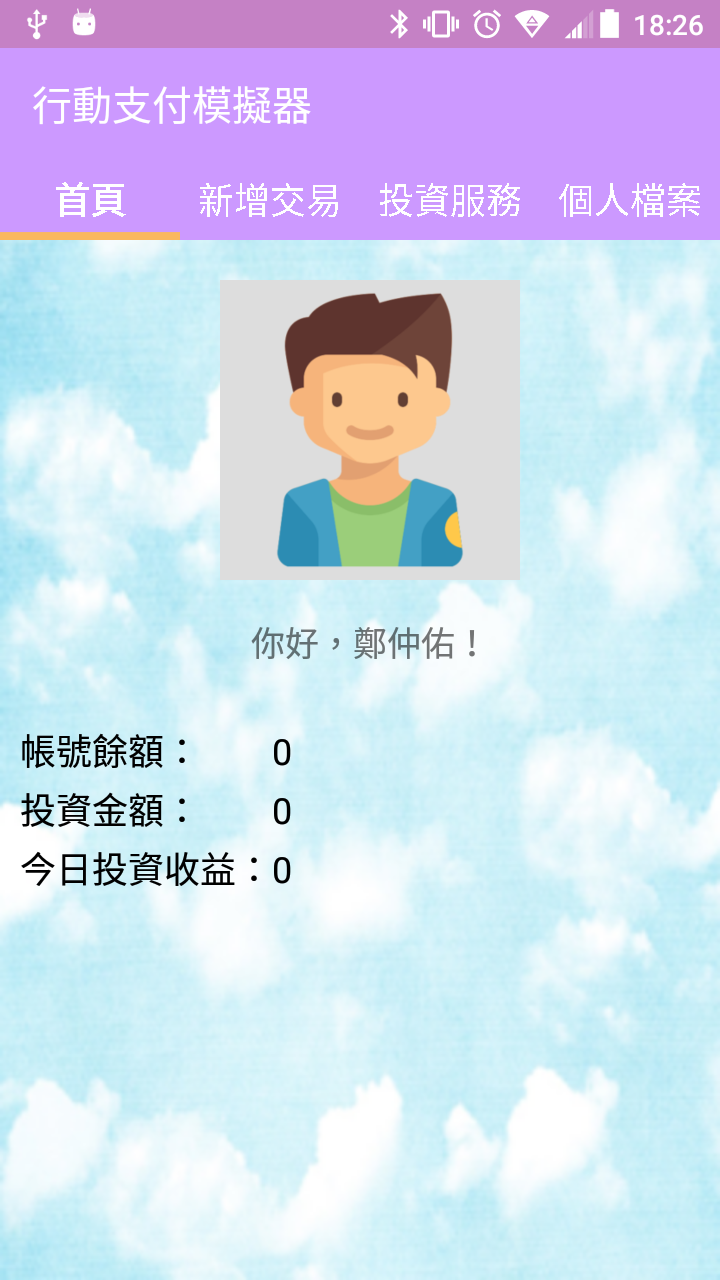 18:26
行動支付模擬器
首頁 新增交易 投資服務 個人檔案
你好，鄭仲佑！
帳號餘額： 0
投資金額： 0
今日投資收益：0